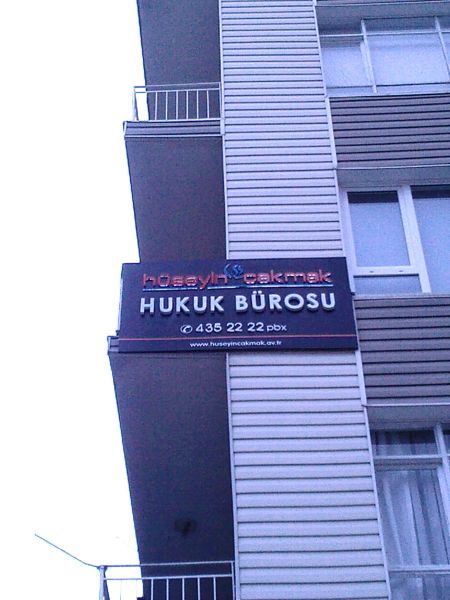 hüseyin çakmak
HUKUK BÜROSU
✆ 435 22 22 pbx
www.huseyincakmak.av.tr